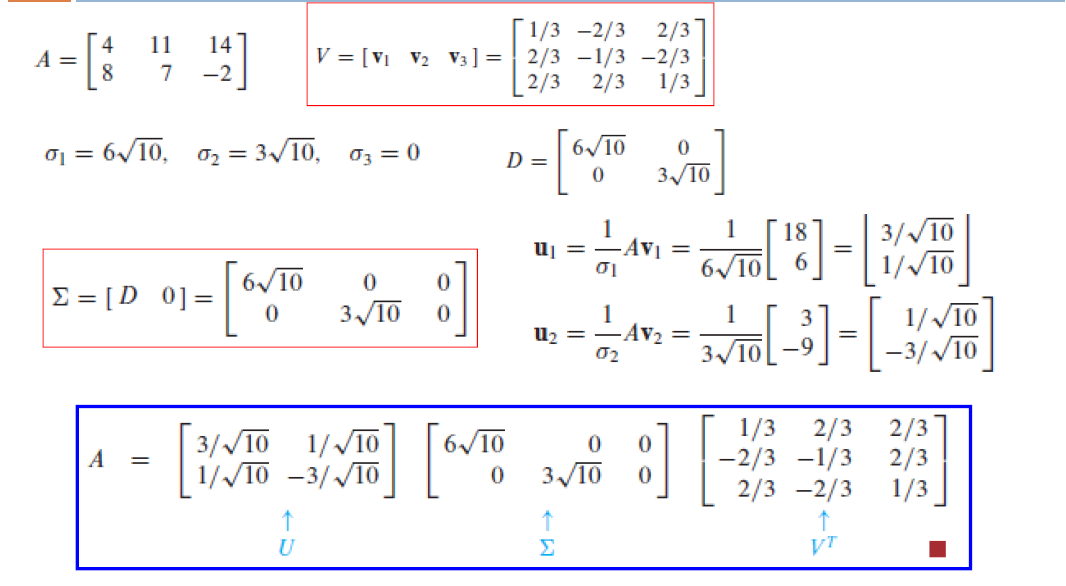 A = [4 11 14; 8 7 −2]
V = [v₁ v₂ v₃] = [1/3 −2/3 2/3; 2/3 −1/3 −2/3; 2/3 2/3 1/3]
σ₁ = 6√10, σ₂ = 3√10, σ₃ = 0
D = [6√10 0; 0 3√10]
u₁ = 1/σ₁ Av₁ = 1/(6√10) [18; 6] = [3/√10; 1/√10]
Σ = [D 0] = [6√10 0 0; 0 3√10 0]
u₂ = 1/σ₂ Av₂ = 1/(3√10) [3; −9] = [1/√10; −3/√10]
A = [3/√10 1/√10; 1/√10 −3/√10] [6√10 0 0; 0 3√10 0] [1/3 2/3 2/3; −2/3 −1/3 2/3; 2/3 −2/3 1/3]
↑ ↑ ↑
U Σ Vᵀ